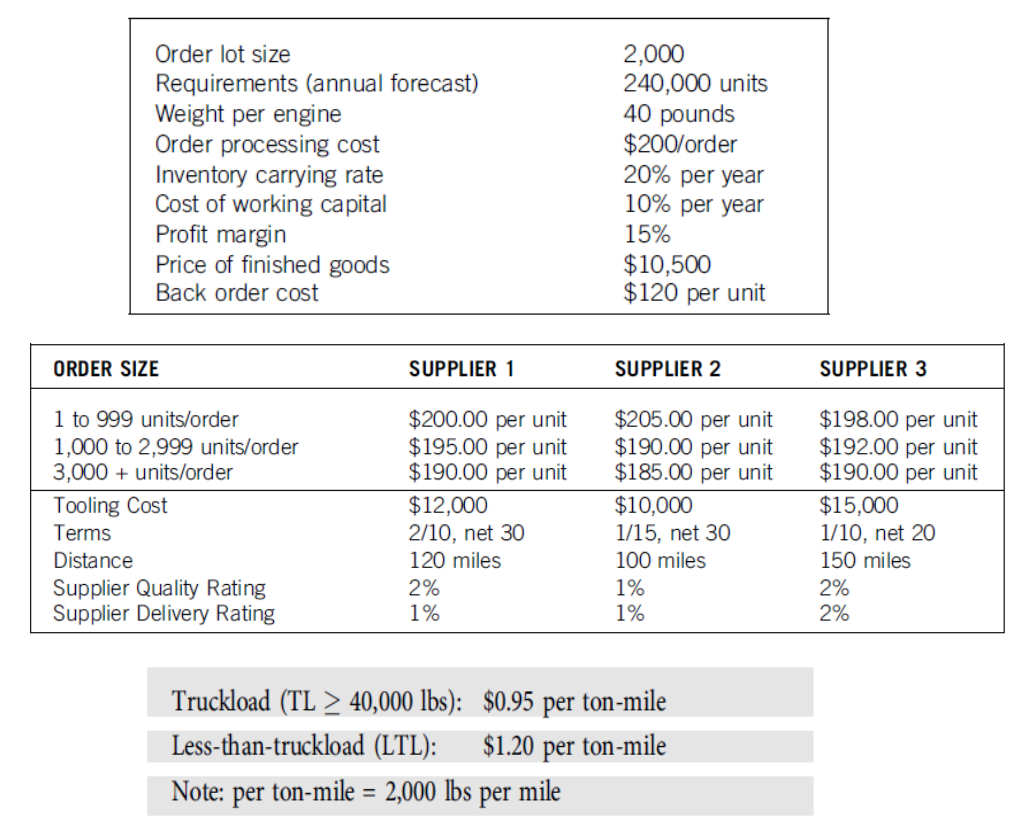 Order lot size 2,000
Requirements (annual forecast) 240,000 units
Weight per engine 40 pounds
Order processing cost $200/order
Inventory carrying rate 20% per year
Cost of working capital 10% per year
Profit margin 15%
Price of finished goods $10,500
Back order cost $120 per unit
ORDER SIZE SUPPLIER 1 SUPPLIER 2 SUPPLIER 3
1 to 999 units/order $200.00 per unit $205.00 per unit $198.00 per unit
1,000 to 2,999 units/order $195.00 per unit $190.00 per unit $192.00 per unit
3,000 + units/order $190.00 per unit $185.00 per unit $190.00 per unit
Tooling Cost $12,000 $10,000 $15,000
Terms 2/10, net 30 1/15, net 30 1/10, net 20
Distance 120 miles 100 miles 150 miles
Supplier Quality Rating 2% 1% 2%
Supplier Delivery Rating 1% 1% 2%
Truckload (TL ≥ 40,000 lbs): $0.95 per ton-mile
Less-than-truckload (LTL): $1.20 per ton-mile
Note: per ton-mile = 2,000 lbs per mile